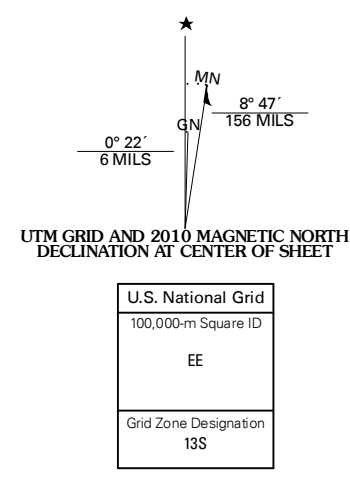 ★
MN
GN
8° 47´
156 MILS
0° 22´
6 MILS
UTM GRID AND 2010 MAGNETIC NORTH
DECLINATION AT CENTER OF SHEET
U.S. National Grid
100,000-m Square ID
EE
Grid Zone Designation
13S